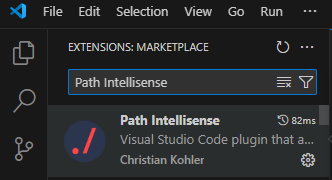 File Edit Selection View Go Run ...
EXTENSIONS: MARKETPLACE
Path Intellisense
Path Intellisense 82ms
Visual Studio Code plugin that a...
Christian Kohler